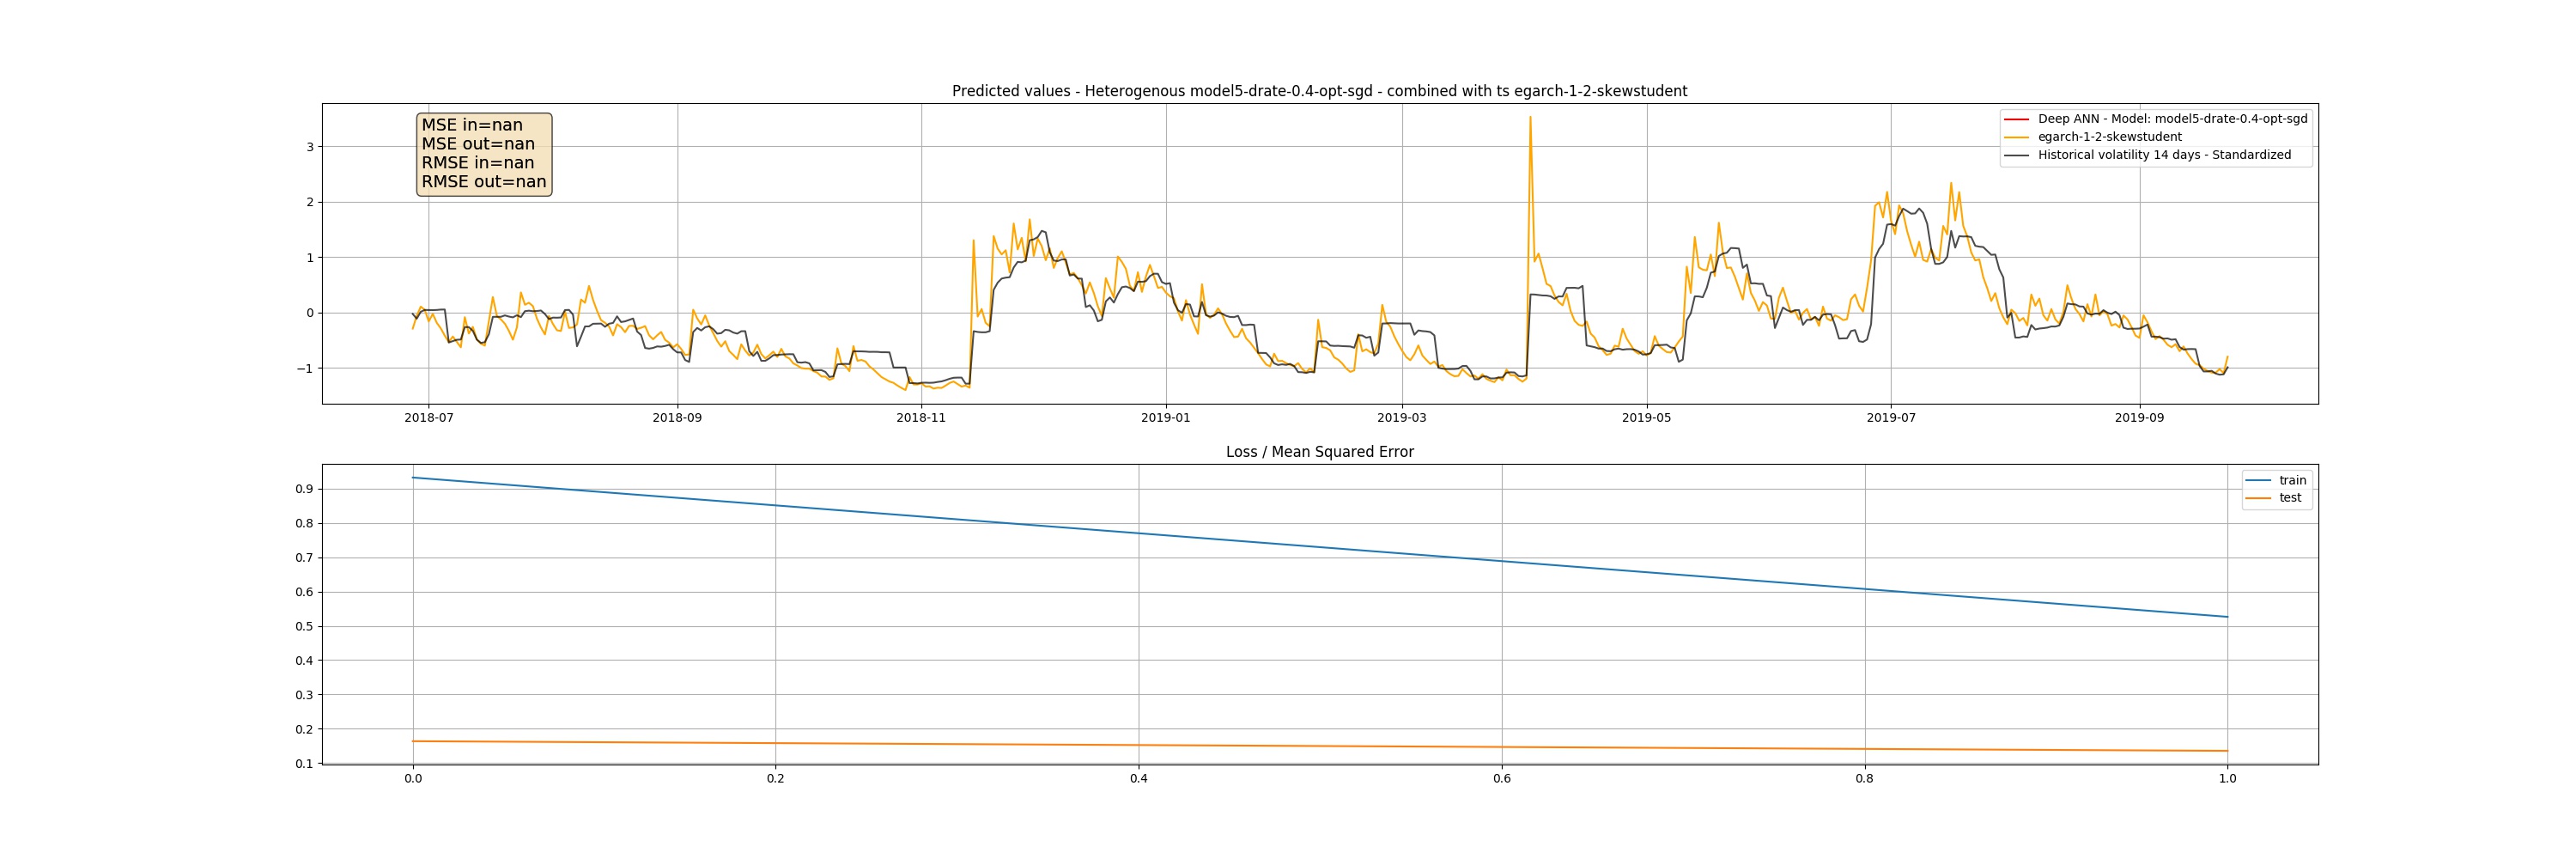 Predicted values - Heterogenous model5-drate-0.4-opt-sgd - combined with ts egarch-1-2-skewstudent
MSE in=nan
MSE out=nan
RMSE in=nan
RMSE out=nan
Deep ANN - Model: model5-drate-0.4-opt-sgd
egarch-1-2-skewstudent
Historical volatility 14 days - Standardized
3
2
1
0
−1
2018-07 2018-09 2018-11 2019-01 2019-03 2019-05 2019-07 2019-09
Loss / Mean Squared Error
train
test
0.9
0.8
0.7
0.6
0.5
0.4
0.3
0.2
0.1
0.0 0.2 0.4 0.6 0.8 1.0